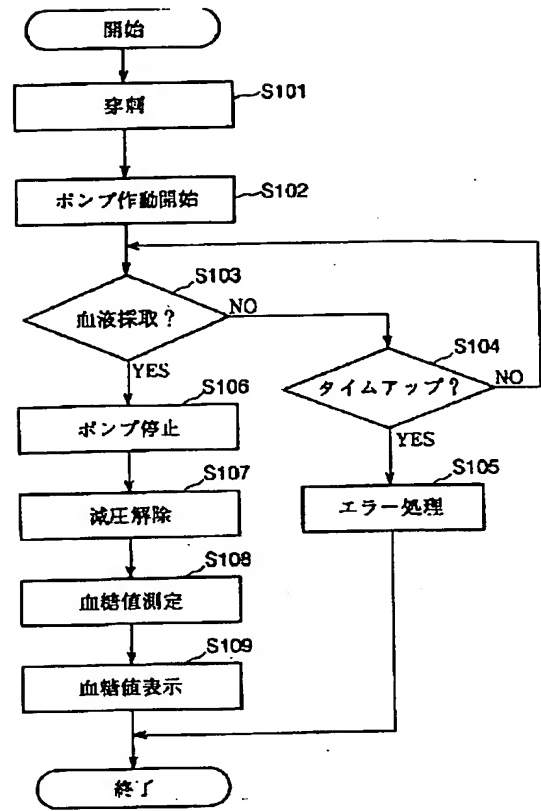 開始
穿刺
S101
ポンプ作動開始
S102
血液採取？
S103
NO
YES
タイムアップ？
S104
NO
YES
エラー処理
S105
ポンプ停止
S106
減圧解除
S107
血糖値測定
S108
血糖値表示
S109
終了